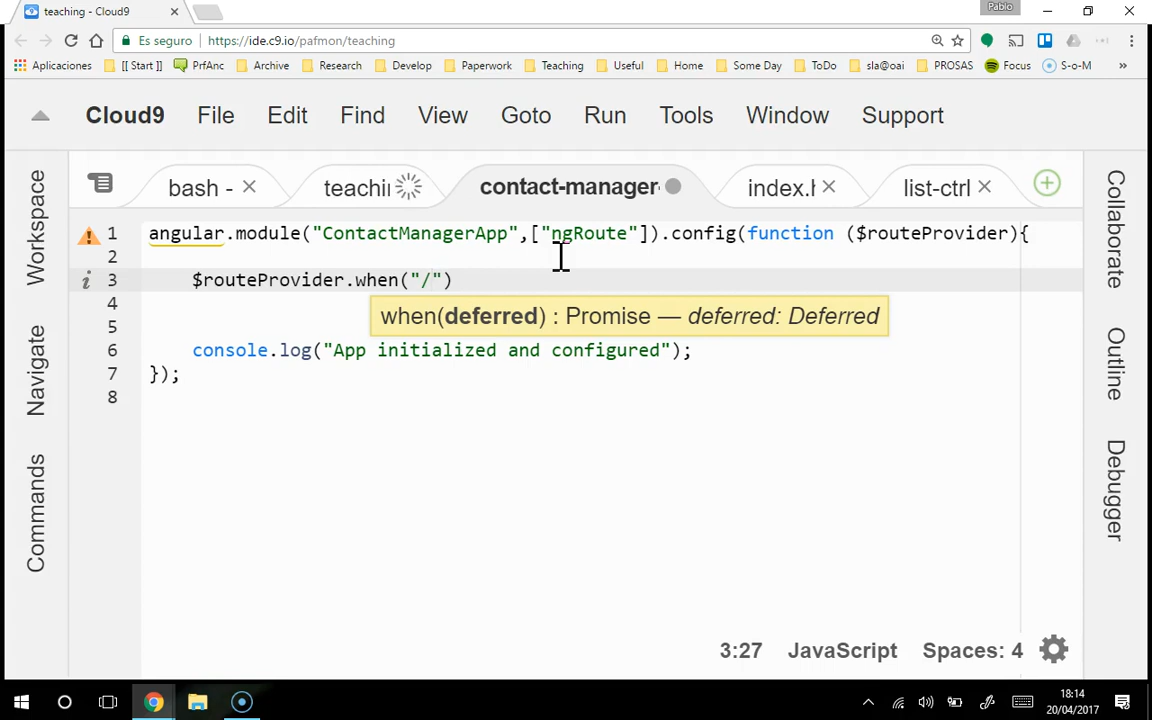 teaching - Cloud9
Pablo
Es seguro
https://ide.c9.io/pafmon/teaching
Aplicaciones
[[ Start ]]
PrfAnc
Archive
Research
Develop
Paperwork
Teaching
Useful
Home
Some Day
ToDo
sla@oai
PROSAS
Focus
S-o-M
»
Cloud9 File Edit Find View Goto Run Tools Window Support
bash -
teachi
contact-manager
index.h
list-ctrl
Workspace
Navigate
Commands
1 angular.module("ContactManagerApp",["ngRoute"]).config(function ($routeProvider){
2
3 $routeProvider.when("/")
when(deferred) : Promise — deferred: Deferred
4
5
6 console.log("App initialized and configured");
7 });
8
Collaborate
Outline
Debugger
3:27 JavaScript Spaces: 4
18:14
20/04/2017